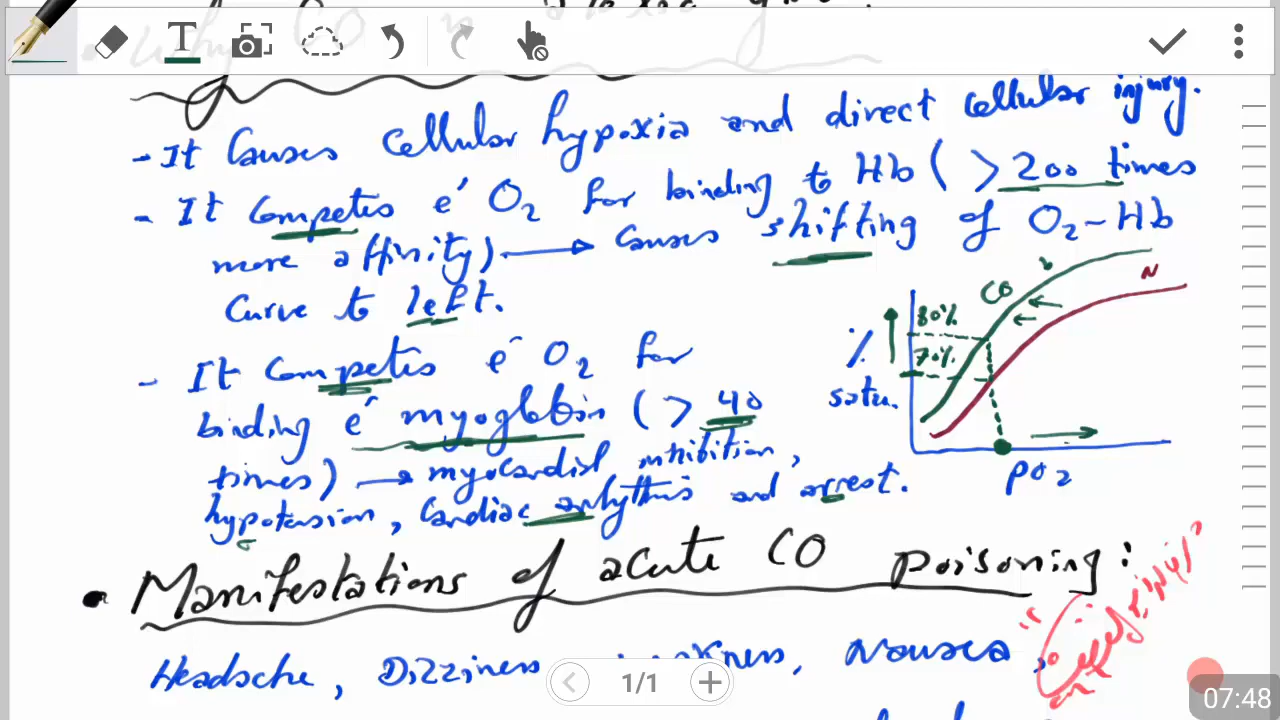 Why CO
- It Causes Cellular hypoxia and direct cellular injury.
- It Competes é O2 for binding to Hb ( > 200 times
more affinity) → Causes shifting of O2-Hb
Curve to left.
- It Competes é O2 for
binding é myoglobin ( > 40
times) → myocardial inhibition,
hypotension, Cardiac arhythmis and arrest.
CO
N
80%
70%
% satu.
PO2
• Manifestations of acute CO poisoning:
Headache, Dizziness, Nausea,
1/1
07:48